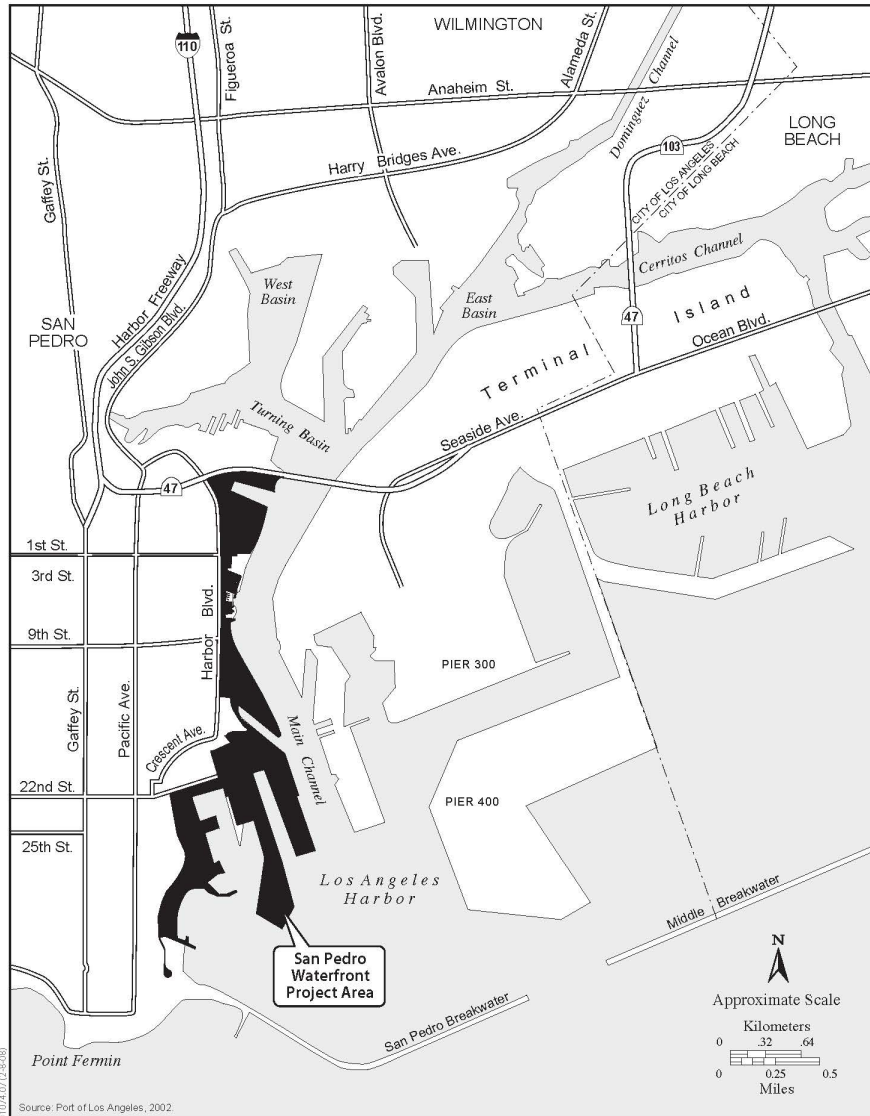 WILMINGTON
110
Figueroa St.
Avalon Blvd.
Alameda St.
Anaheim St.
Dominguez Channel
LONG
BEACH
103
Harry Bridges Ave.
CITY OF LOS ANGELES
CITY OF LONG BEACH
Gaffey St.
Cerritos Channel
West
Basin
East
Basin
Harbor Freeway
John S. Gibson Blvd.
SAN
PEDRO
Island
47
Ocean Blvd.
Terminal
Turning Basin
Seaside Ave.
47
Long Beach
Harbor
1st St.
3rd St.
Harbor Blvd.
9th St.
PIER 300
Gaffey St.
Pacific Ave.
Crescent Ave.
Main Channel
22nd St.
PIER 400
25th St.
Los Angeles
Harbor
Middle Breakwater
San Pedro
Waterfront
Project Area
N
Approximate Scale
San Pedro Breakwater
Kilometers
0 .32 .64
0 0.25 0.5
Miles
Point Fermin
Source: Port of Los Angeles, 2002.